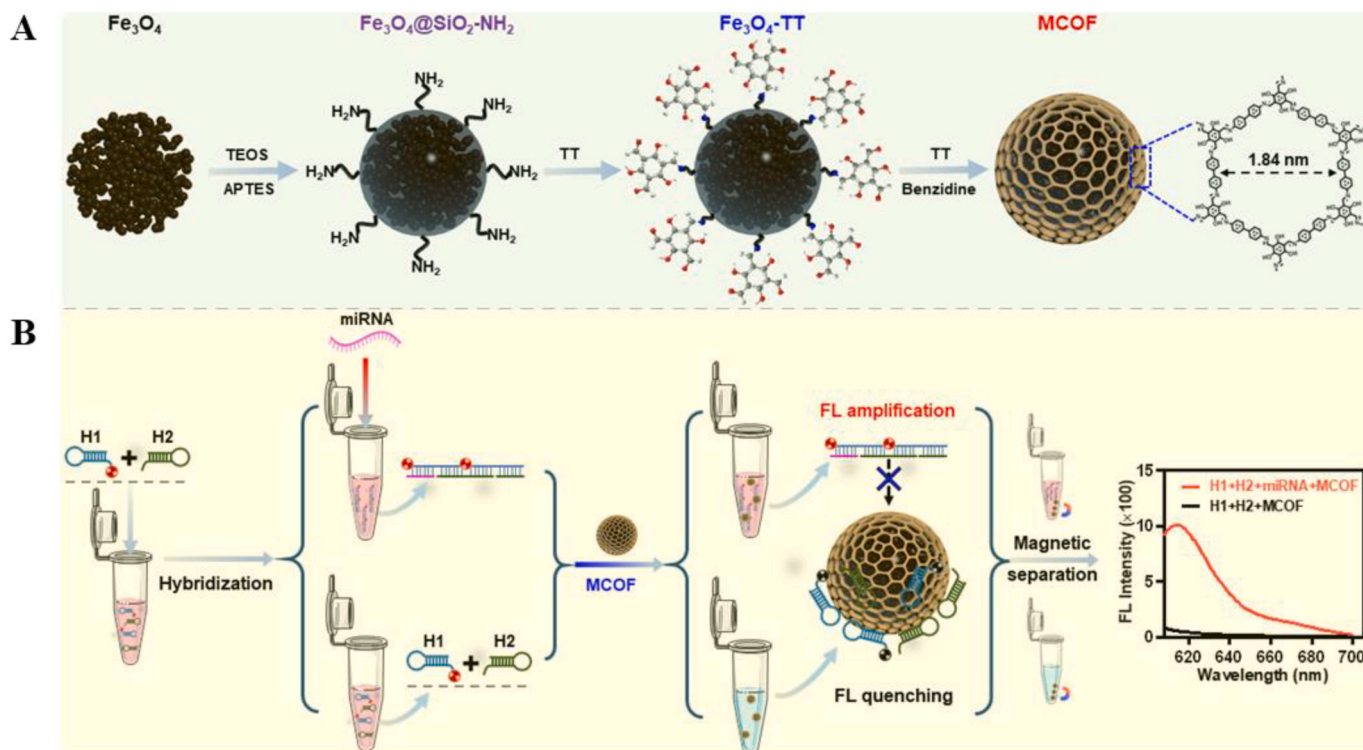 A
Fe₃O₄
Fe₃O₄@SiO₂-NH₂
Fe₃O₄-TT
MCOF
NH₂
H₂N
NH₂
H₂N
NH₂
H₂N
NH₂
NH₂
TEOS
APTES
TT
TT
Benzidine
1.84 nm
B
miRNA
H1
H2
+
Hybridization
H1
H2
+
MCOF
FL amplification
FL quenching
Magnetic
separation
15
10
5
0
FL Intensity (×100)
H1+H2+miRNA+MCOF
H1+H2+MCOF
620 640 660 680 700
Wavelength (nm)